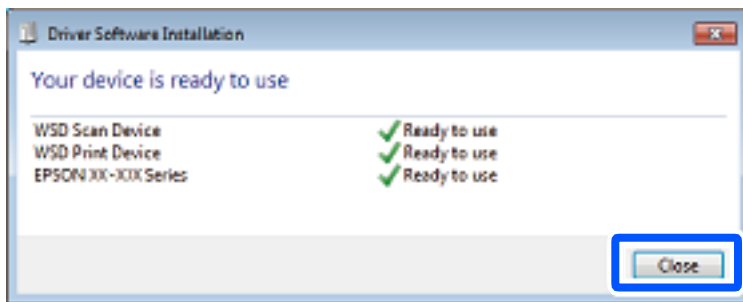 Driver Software Installation
Your device is ready to use
WSD Scan Device Ready to use
WSD Print Device Ready to use
EPSON XX-XXX Series Ready to use
Close